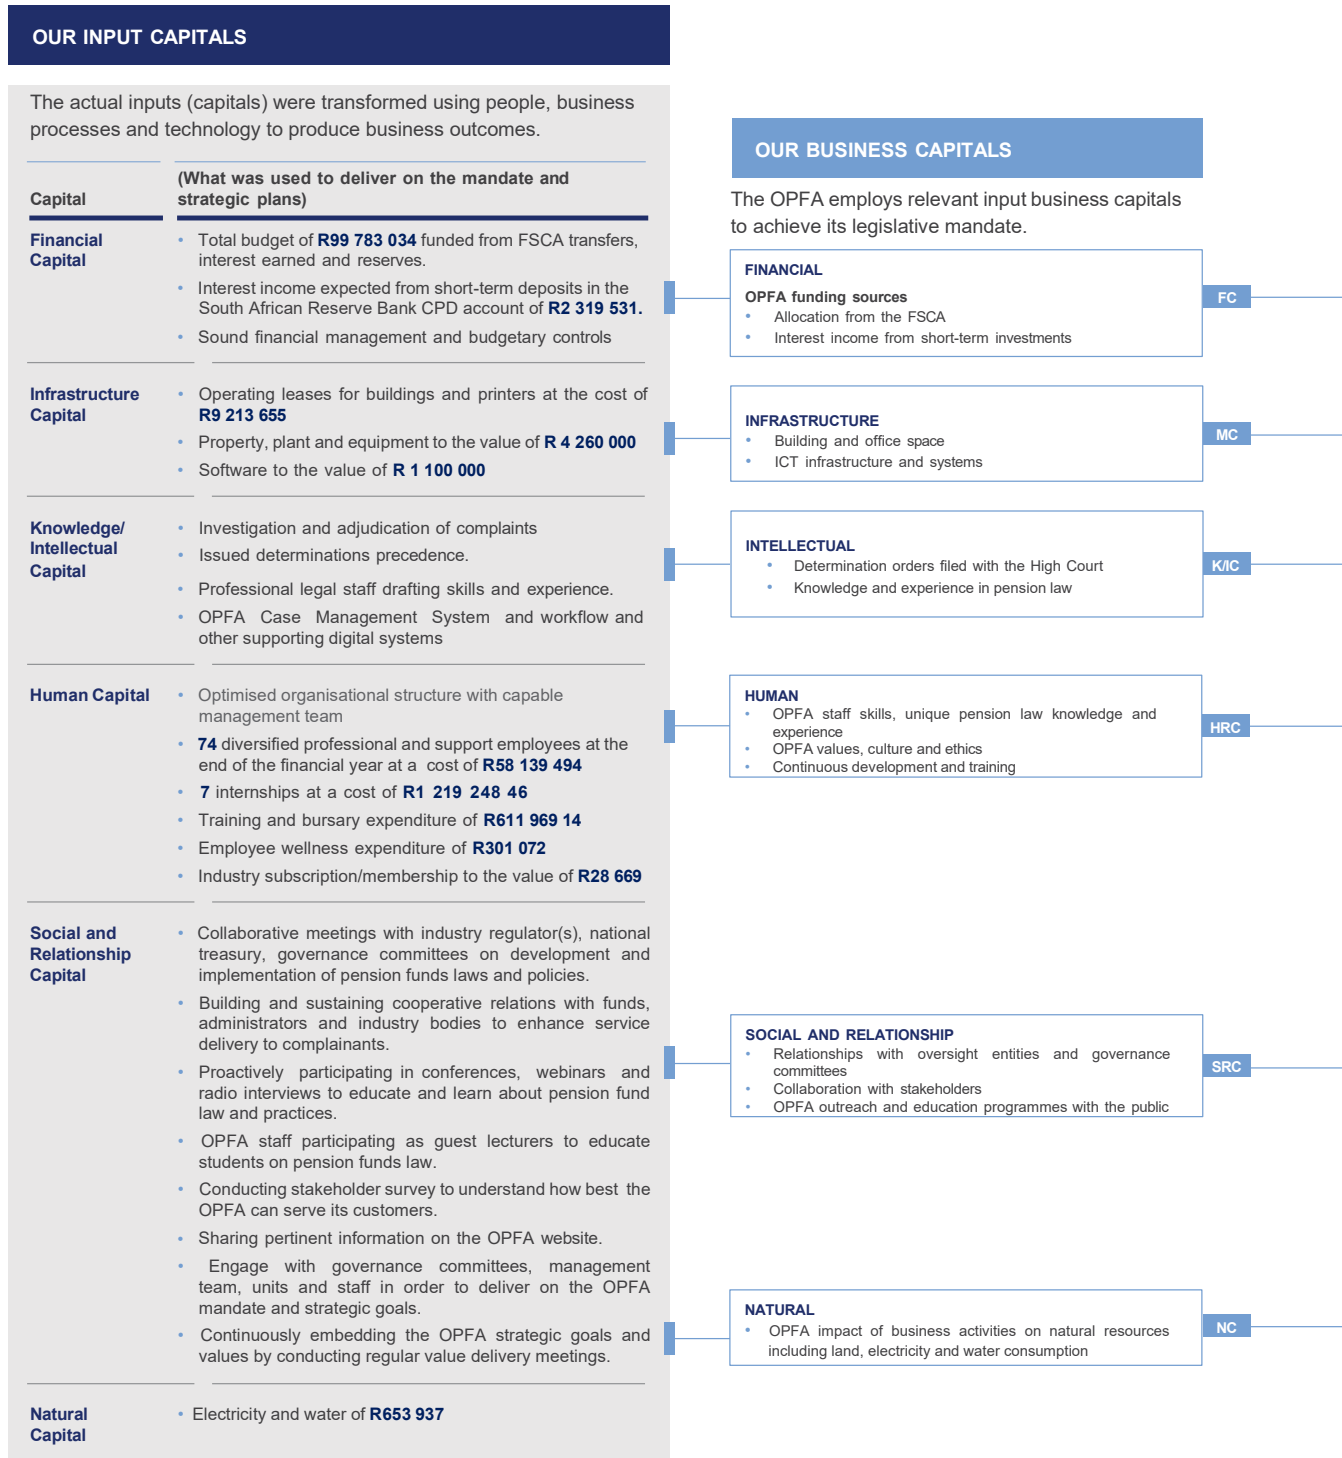 OUR INPUT CAPITALS
The actual inputs (capitals) were transformed using people, business
processes and technology to produce business outcomes.
Capital
(What was used to deliver on the mandate and
strategic plans)
Financial
Capital
• Total budget of R99 783 034 funded from FSCA transfers,
interest earned and reserves.
• Interest income expected from short-term deposits in the
South African Reserve Bank CPD account of R2 319 531.
• Sound financial management and budgetary controls
Infrastructure
Capital
• Operating leases for buildings and printers at the cost of
R9 213 655
• Property, plant and equipment to the value of R 4 260 000
• Software to the value of R 1 100 000
Knowledge/
Intellectual
Capital
• Investigation and adjudication of complaints
• Issued determinations precedence.
• Professional legal staff drafting skills and experience.
• OPFA Case Management System and workflow and
other supporting digital systems
Human Capital
• Optimised organisational structure with capable
management team
• 74 diversified professional and support employees at the
end of the financial year at a cost of R58 139 494
• 7 internships at a cost of R1 219 248 46
• Training and bursary expenditure of R611 969 14
• Employee wellness expenditure of R301 072
• Industry subscription/membership to the value of R28 669
Social and
Relationship
Capital
• Collaborative meetings with industry regulator(s), national
treasury, governance committees on development and
implementation of pension funds laws and policies.
• Building and sustaining cooperative relations with funds,
administrators and industry bodies to enhance service
delivery to complainants.
• Proactively participating in conferences, webinars and
radio interviews to educate and learn about pension fund
law and practices.
• OPFA staff participating as guest lecturers to educate
students on pension funds law.
• Conducting stakeholder survey to understand how best the
OPFA can serve its customers.
• Sharing pertinent information on the OPFA website.
• Engage with governance committees, management
team, units and staff in order to deliver on the OPFA
mandate and strategic goals.
• Continuously embedding the OPFA strategic goals and
values by conducting regular value delivery meetings.
Natural
Capital
• Electricity and water of R653 937
OUR BUSINESS CAPITALS
The OPFA employs relevant input business capitals
to achieve its legislative mandate.
FINANCIAL
OPFA funding sources
• Allocation from the FSCA
• Interest income from short-term investments
FC
INFRASTRUCTURE
• Building and office space
• ICT infrastructure and systems
MC
INTELLECTUAL
• Determination orders filed with the High Court
• Knowledge and experience in pension law
K/IC
HUMAN
• OPFA staff skills, unique pension law knowledge and
experience
• OPFA values, culture and ethics
• Continuous development and training
HRC
SOCIAL AND RELATIONSHIP
• Relationships with oversight entities and governance
committees
• Collaboration with stakeholders
• OPFA outreach and education programmes with the public
SRC
NATURAL
• OPFA impact of business activities on natural resources
including land, electricity and water consumption
NC